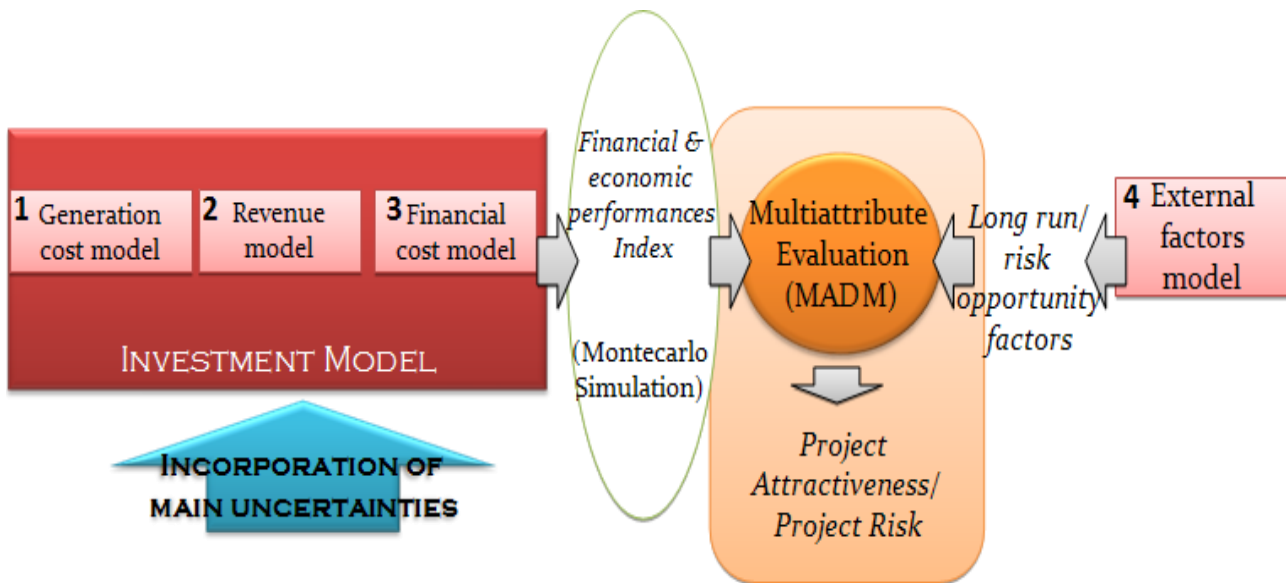 1 Generation
cost model
2 Revenue
model
3 Financial
cost model
INVESTMENT MODEL
INCORPORATION OF
MAIN UNCERTAINTIES
Financial &
economic
performances
Index
(Montecarlo
Simulation)
Multiattribute
Evaluation
(MADM)
Project
Attractiveness/
Project Risk
Long run/
risk
opportunity
factors
4 External
factors
model